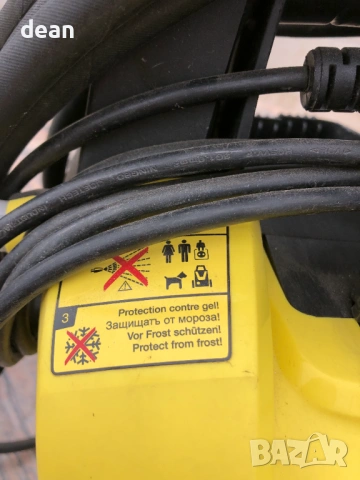 dean
3
Protection contre gel!
Защищать от мороза!
Vor Frost schützen!
Protect from frost!
BAZAR